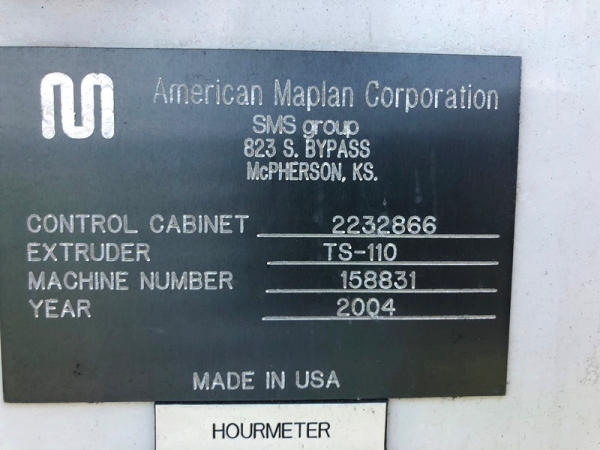 American Maplan Corporation
SMS group
823 S. BYPASS
McPHERSON, KS.
CONTROL CABINET 2232866
EXTRUDER TS-110
MACHINE NUMBER 158831
YEAR 2004
MADE IN USA
HOURMETER